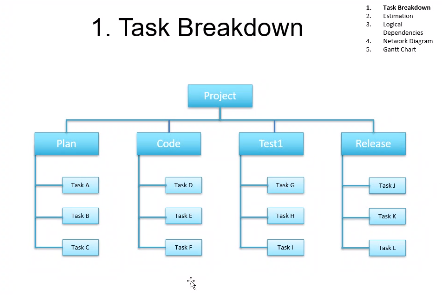 1. Task Breakdown
1. Task Breakdown
2. Estimation
3. Logical
Dependencies
4. Network Diagram
5. Gantt Chart
Project
Plan
Code
Test1
Release
Task A
Task D
Task G
Task J
Task B
Task E
Task H
Task K
Task C
Task F
Task I
Task L